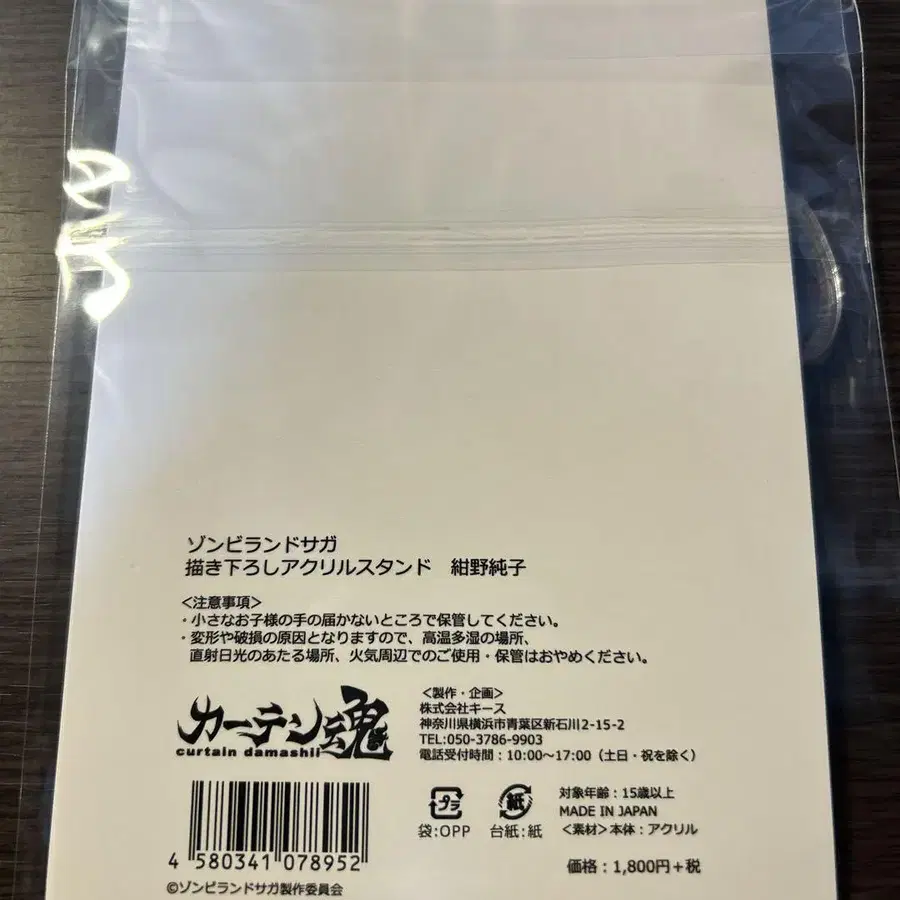 ゾンビランドサガ
描き下ろしアクリルスタンド 紺野純子
＜注意事項＞
・小さなお子様の手の届かないところで保管してください。
・変形や破損の原因となりますので、高温多湿の場所、
直射日光のあたる場所、火気周辺でのご使用・保管はおやめください。
カーテン魂
curtain damashii
＜製作・企画＞
株式会社キース
神奈川県横浜市青葉区新石川2-15-2
TEL:050-3786-9903
電話受付時間：10:00～17:00（土日・祝を除く）
プラ
袋:OPP
紙
台紙:紙
対象年齢：15歳以上
MADE IN JAPAN
＜素材＞本体：アクリル
価格：1,800円＋税
4 580341 078952
©ゾンビランドサガ製作委員会